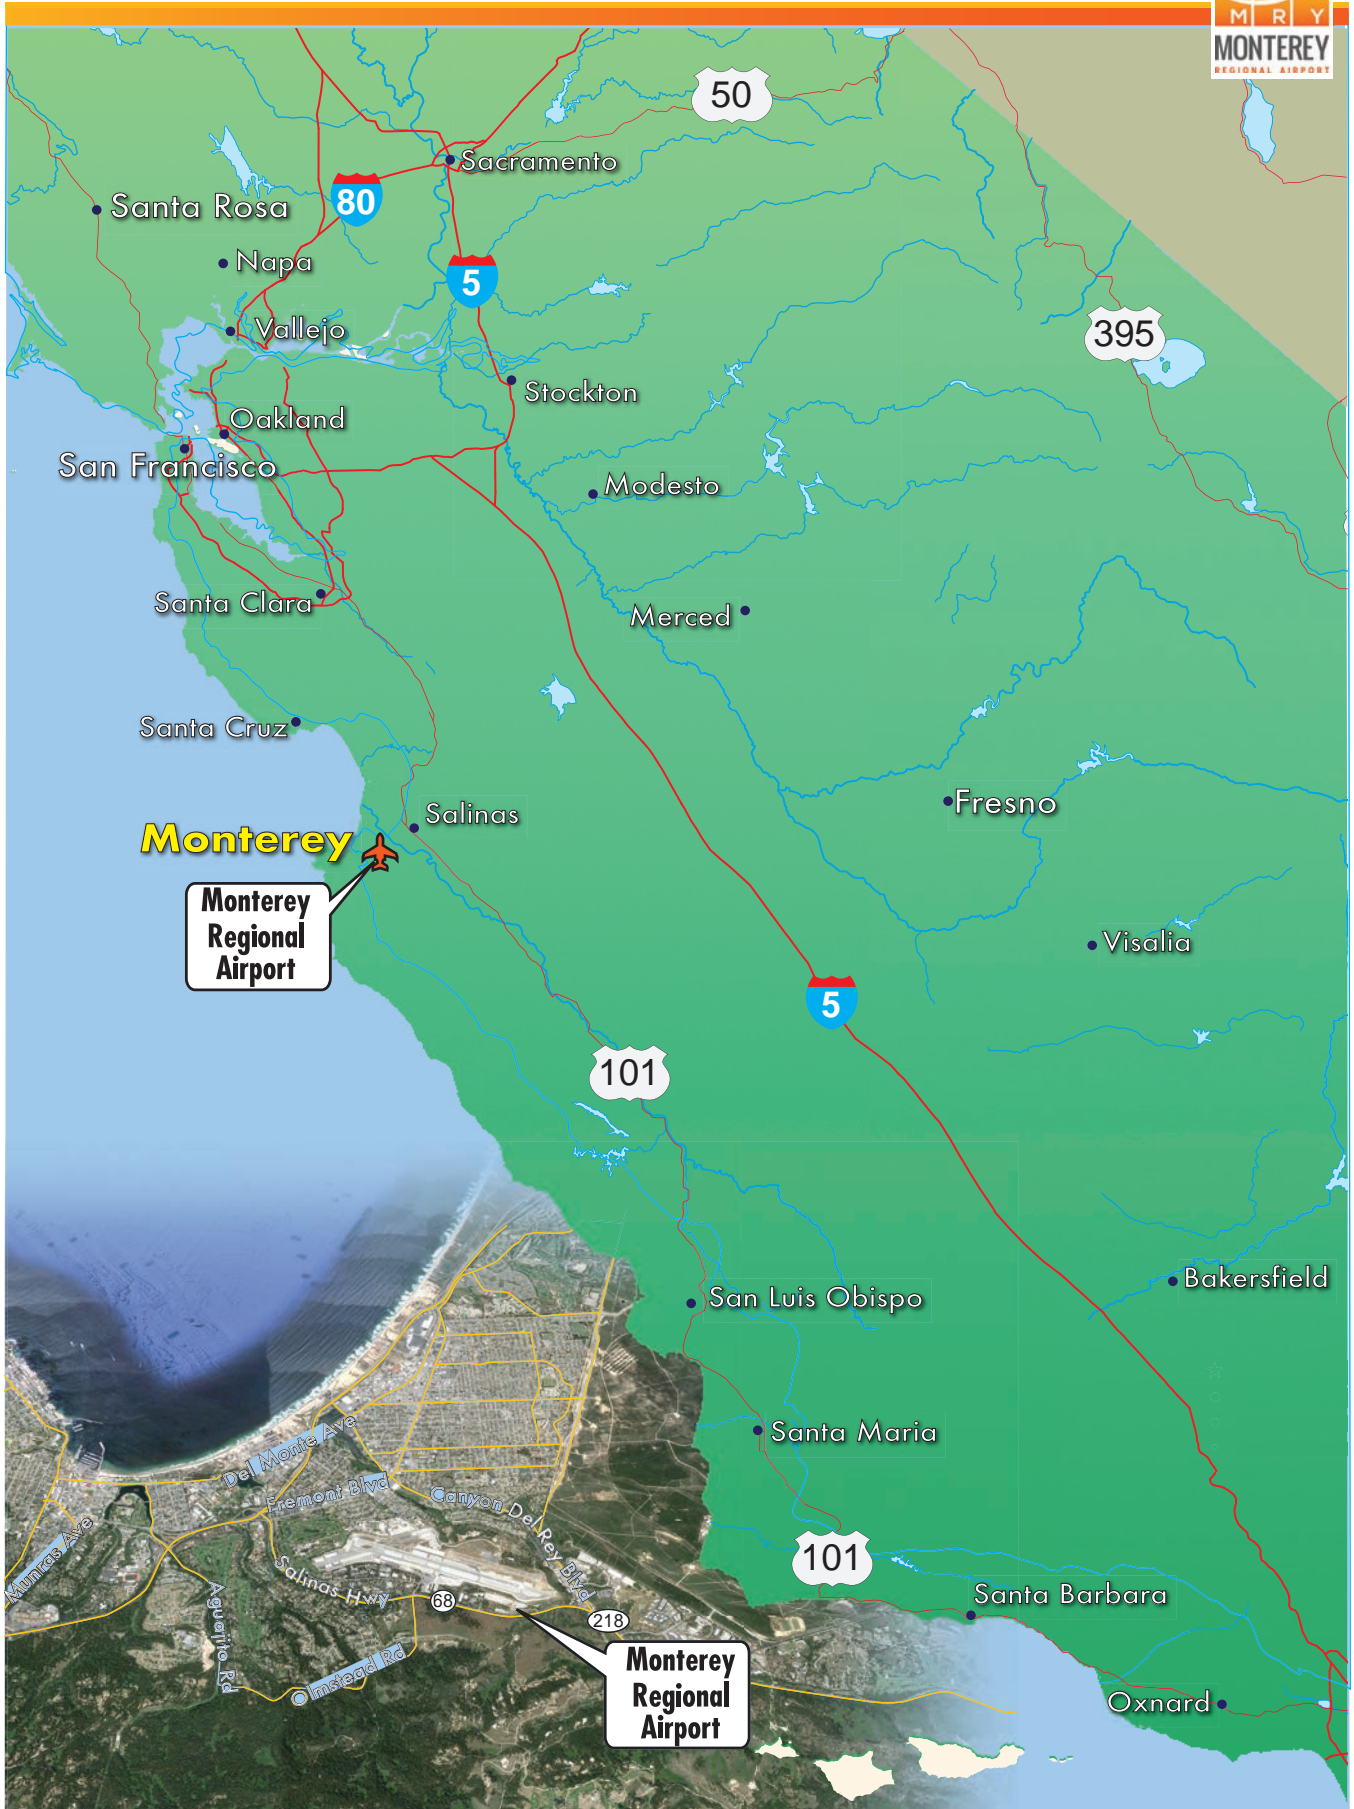 M R Y
MONTEREY
REGIONAL AIRPORT
50
Sacramento
80
Santa Rosa
Napa
5
Vallejo
395
Stockton
Oakland
San Francisco
Modesto
Santa Clara
Merced
Santa Cruz
Fresno
Salinas
Monterey
Monterey
Regional
Airport
Visalia
5
101
Bakersfield
San Luis Obispo
Santa Maria
Del Monte Ave
Fremont Blvd
Canyon Del Rey Blvd
Munras Ave
Salinas Hwy
101
Aguajito Rd
68
218
Santa Barbara
Olmstead Rd
Monterey
Regional
Airport
Oxnard